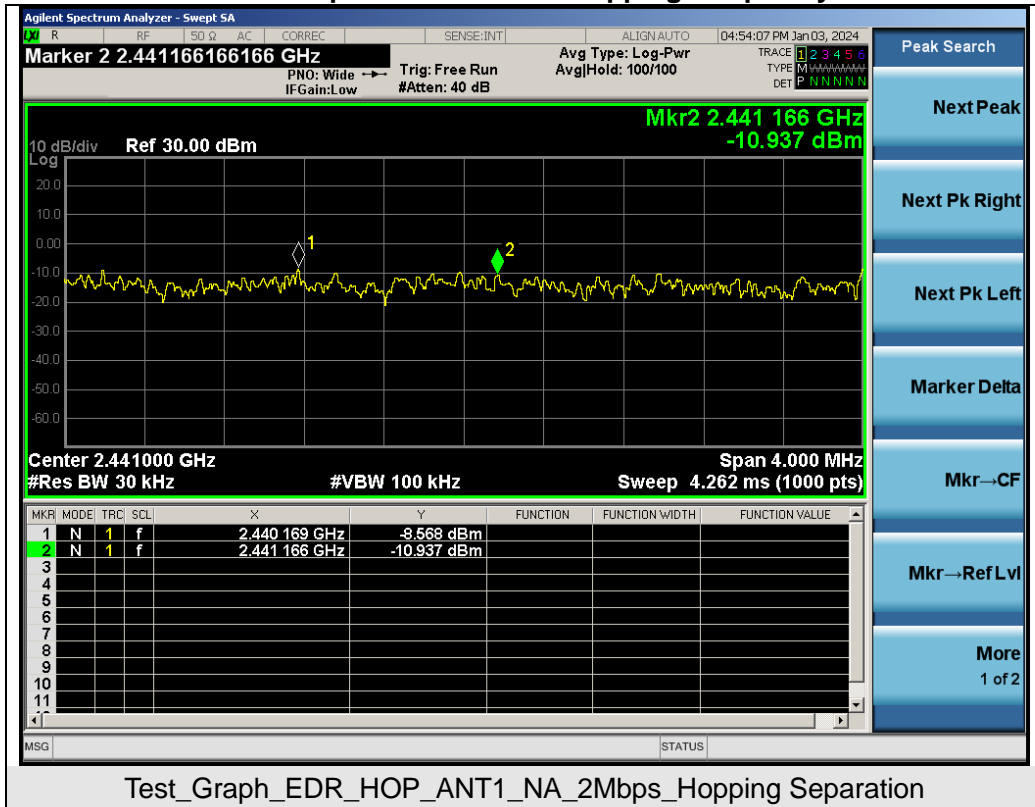 Agilent Spectrum Analyzer - Swept SA
LXI R RF 50 Ω AC CORREC SENSE:INT ALIGN AUTO 04:54:07 PM Jan 03, 2024
Marker 2 2.441166166166 GHz
PNO: Wide
IFGain:Low
Trig: Free Run
#Atten: 40 dB
Avg Type: Log-Pwr
Avg|Hold: 100/100
TRACE 1 2 3 4 5 6
TYPE M WWWWW
DET P N N N N N
Peak Search
Next Peak
Next Pk Right
Next Pk Left
Marker Delta
Mkr→CF
Mkr→Ref Lvl
More
1 of 2
Mkr2 2.441 166 GHz
-10.937 dBm
10 dB/div Ref 30.00 dBm
Log
20.0
10.0
0.00
-10.0
-20.0
-30.0
-40.0
-50.0
-60.0
1
2
Center 2.441000 GHz Span 4.000 MHz
#Res BW 30 kHz #VBW 100 kHz Sweep 4.262 ms (1000 pts)
MKR MODE TRC SCL X Y FUNCTION FUNCTION WIDTH FUNCTION VALUE
1 N 1 f 2.440 169 GHz -8.568 dBm
2 N 1 f 2.441 166 GHz -10.937 dBm
3
4
5
6
7
8
9
10
11
MSG STATUS
Test_Graph_EDR_HOP_ANT1_NA_2Mbps_Hopping Separation